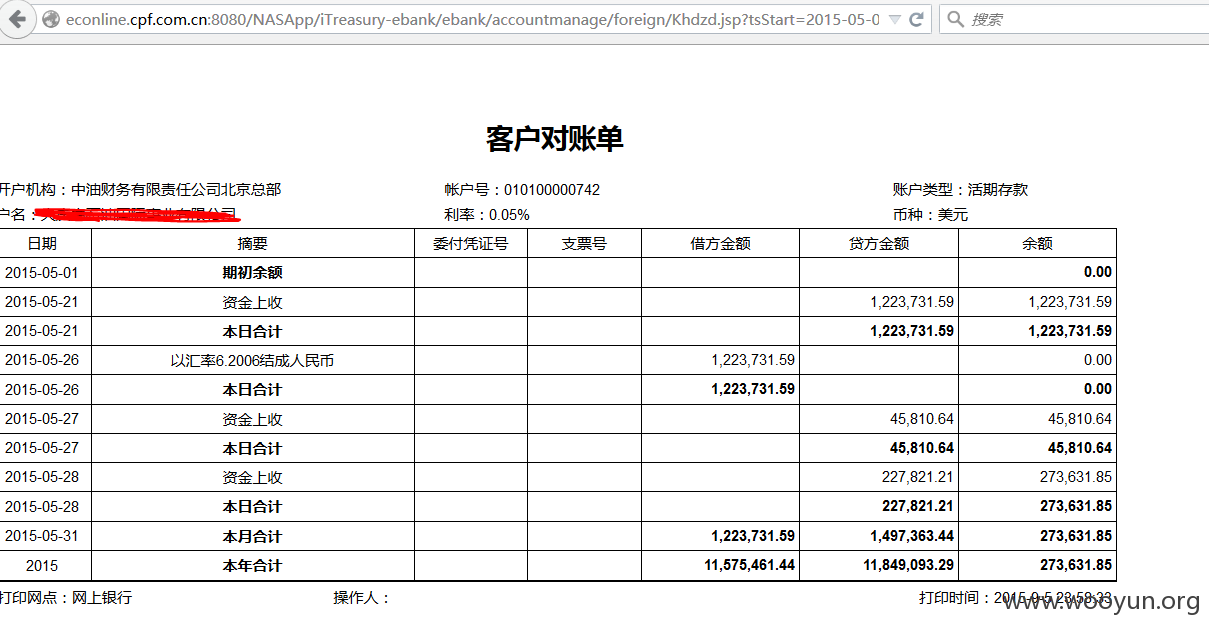 econline.cpf.com.cn:8080/NASApp/iTreasury-ebank/ebank/accountmanage/foreign/Khdzd.jsp?tsStart=2015-05-0 搜索
客户对账单
开户机构：中油财务有限责任公司北京总部 帐户号：010100000742 账户类型：活期存款
户名： 有限公司 利率：0.05% 币种：美元
日期 摘要 委付凭证号 支票号 借方金额 贷方金额 余额
2015-05-01 期初余额 0.00
2015-05-21 资金上收 1,223,731.59 1,223,731.59
2015-05-21 本日合计 1,223,731.59 1,223,731.59
2015-05-26 以汇率6.2006结成人民币 1,223,731.59 0.00
2015-05-26 本日合计 1,223,731.59 0.00
2015-05-27 资金上收 45,810.64 45,810.64
2015-05-27 本日合计 45,810.64 45,810.64
2015-05-28 资金上收 227,821.21 273,631.85
2015-05-28 本日合计 227,821.21 273,631.85
2015-05-31 本月合计 1,223,731.59 1,497,363.44 273,631.85
2015 本年合计 11,575,461.44 11,849,093.29 273,631.85
打印网点：网上银行 操作人： 打印时间：
www.wooyun.org